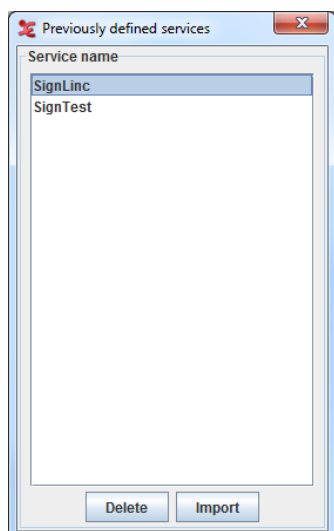 Previously defined services
Service name
SignLinc
SignTest
Delete Import